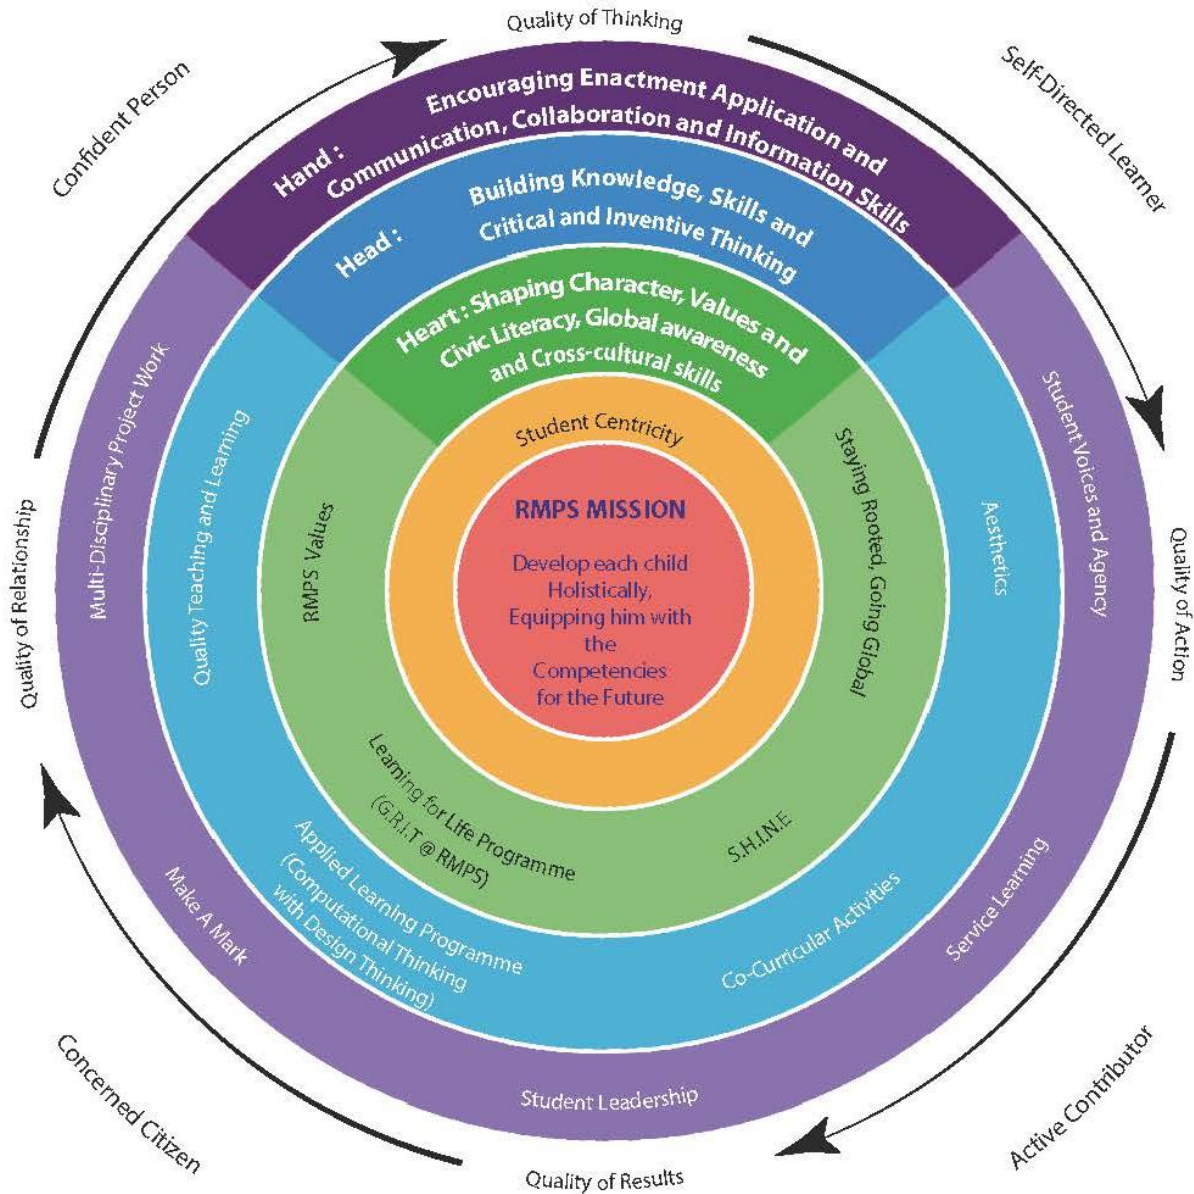 Quality of Thinking
Confident Person
Self-Directed Learner
Hand :
Encouraging Enactment Application and
Communication, Collaboration and Information Skills
Head :
Building Knowledge, Skills and
Critical and Inventive Thinking
Heart : Shaping Character, Values and
Civic Literacy, Global awareness
and Cross-cultural skills
Student Centricity
RMPS MISSION
Develop each child
Holistically,
Equipping him with
the
Competencies
for the Future
Quality of Relationship
Multi-Disciplinary Project Work
Quality Teaching and Learning
RMPS Values
Staying Rooted, Going Global
Aesthetics
Student Voices and Agency
Quality of Action
Learning for Life Programme
(G.R.I.T @ RMPS)
S.H.I.N.E
Applied Learning Programme
(Computational Thinking
with Design Thinking)
Co-Curricular Activities
Make A Mark
Service Learning
Student Leadership
Concerned Citizen
Active Contributor
Quality of Results